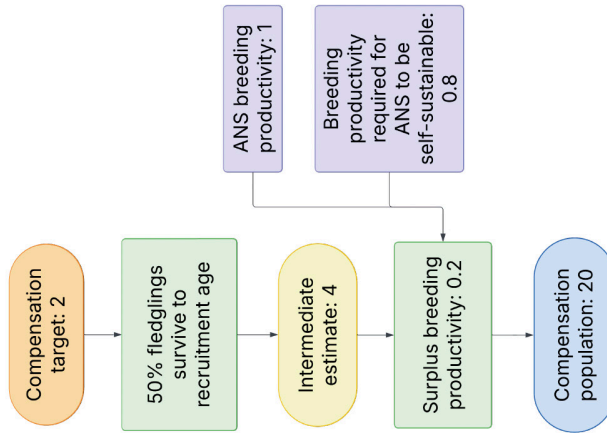 Compensation
target: 2
50% fledglings
survive to
recruitment age
Intermediate
estimate: 4
ANS breeding
productivity: 1
Breeding
productivity
required for
ANS to be
self-sustainable:
0.8
Surplus breeding
productivity: 0.2
Compensation
population: 20